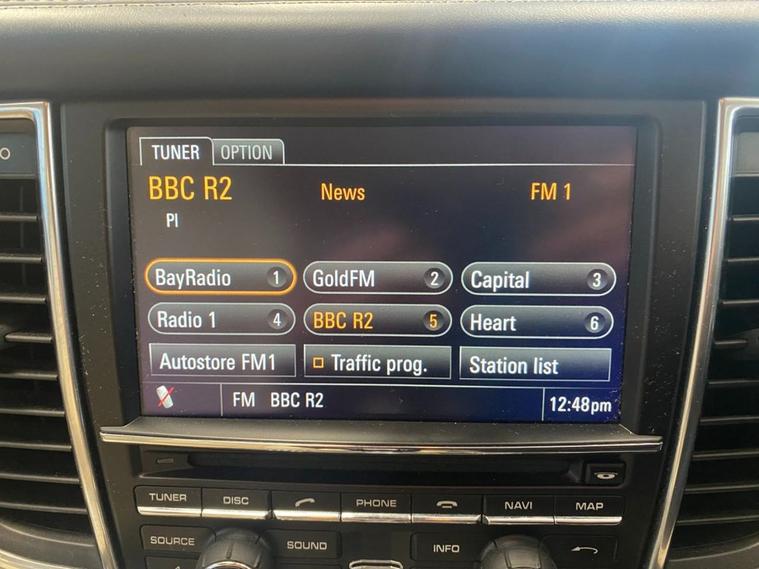 TUNER OPTION
BBC R2 News FM 1
PI
BayRadio 1 GoldFM 2 Capital 3
Radio 1 4 BBC R2 5 Heart 6
Autostore FM1 Traffic prog. Station list
FM BBC R2 12:48pm
TUNER DISC PHONE NAVI MAP
SOURCE SOUND INFO